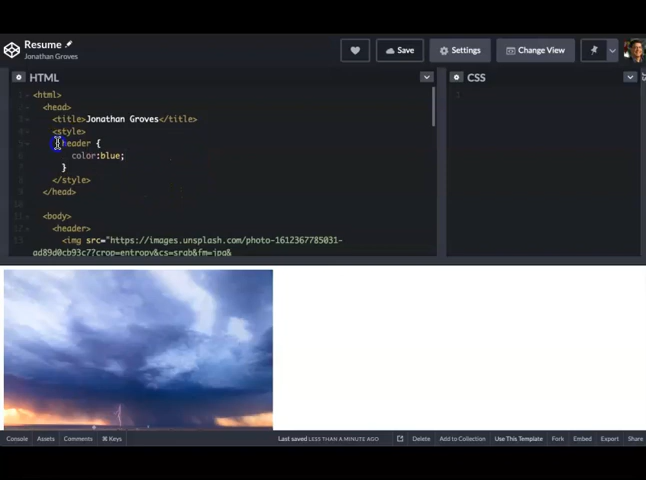 Resume
Jonathan Groves
Save
Settings
Change View
HTML
CSS
<html>
<head>
<title>Jonathan Groves</title>
<style>
header {
color:blue;
}
</style>
</head>
<body>
<header>
<img src="https://images.unsplash.com/photo-1612367785031-
ad89d0cb93c7?crop=entropy&cs=srgb&fm=jpg&
1
Console Assets Comments ⌘ Keys Last saved LESS THAN A MINUTE AGO Delete Add to Collection Use This Template Fork Embed Export Share